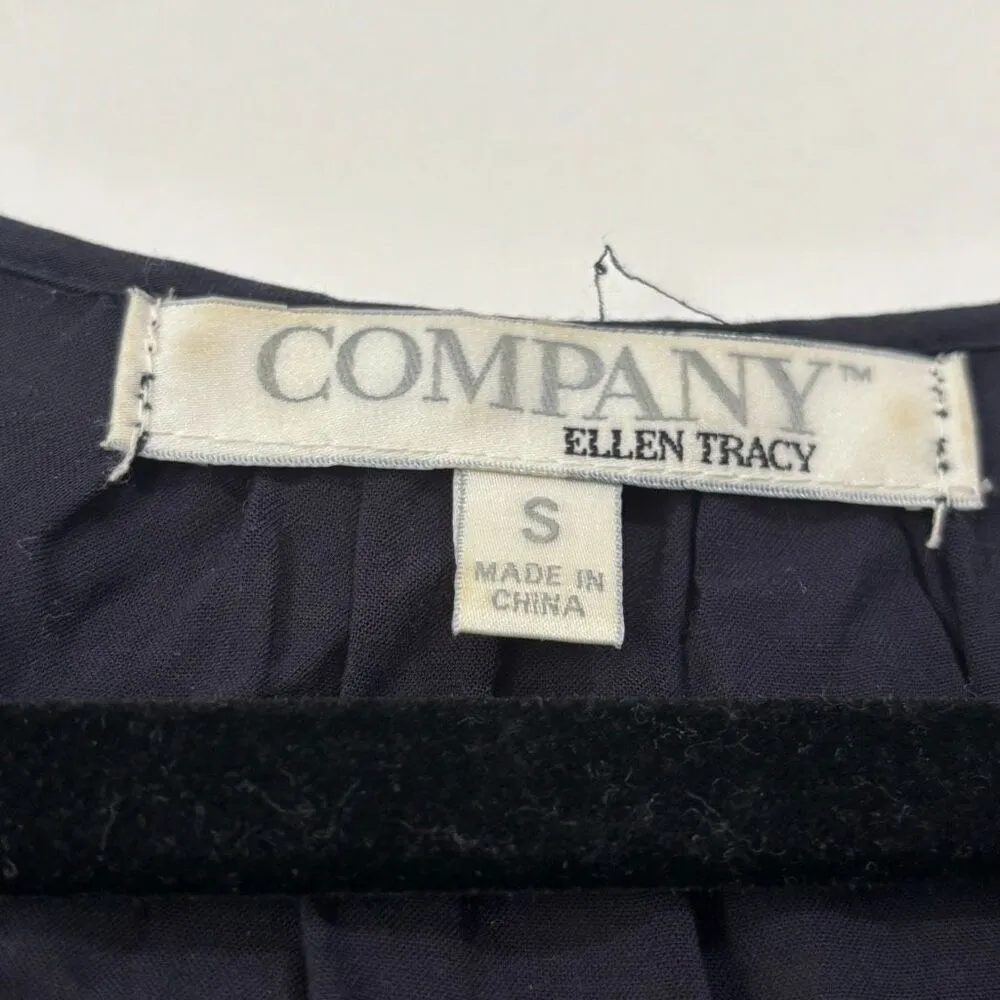 COMPANY™
ELLEN TRACY
S
MADE IN
CHINA